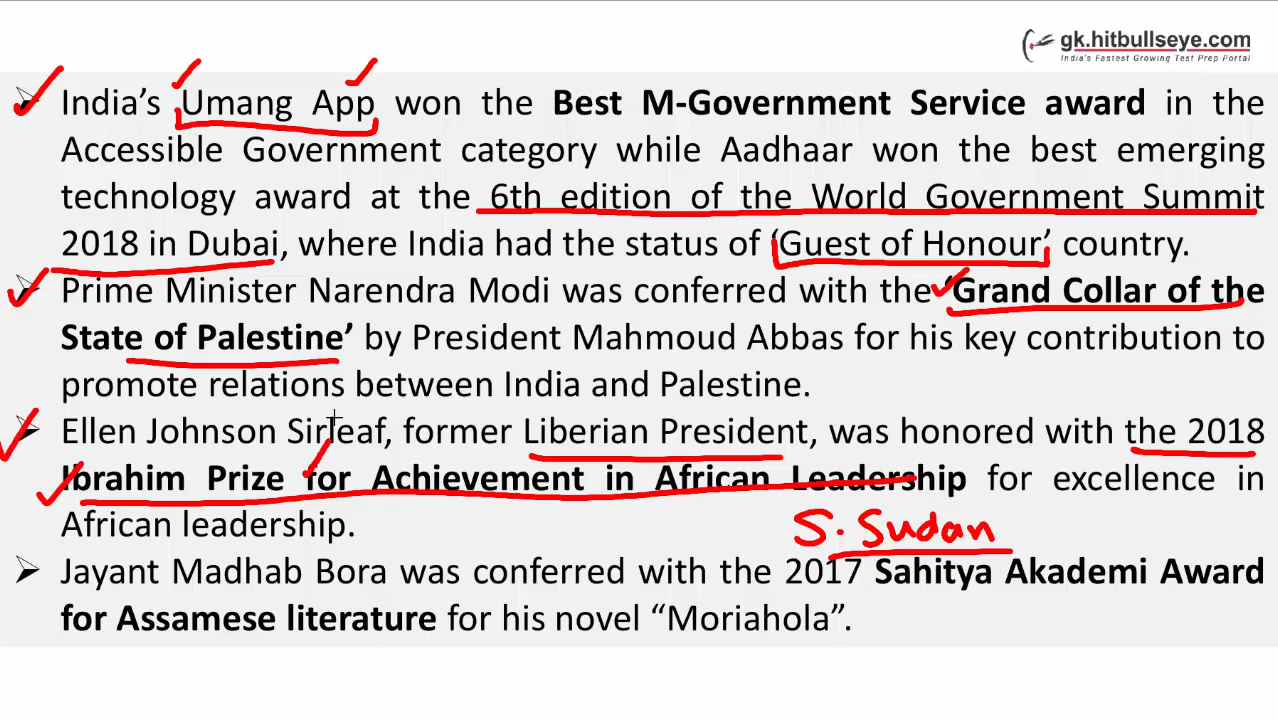 gk.hitbullseye.com
India's Fastest Growing Test Prep Portal
➢ India’s Umang App won the Best M-Government Service award in the
Accessible Government category while Aadhaar won the best emerging
technology award at the 6th edition of the World Government Summit
2018 in Dubai, where India had the status of ‘Guest of Honour’ country.
➢ Prime Minister Narendra Modi was conferred with the ‘Grand Collar of the
State of Palestine’ by President Mahmoud Abbas for his key contribution to
promote relations between India and Palestine.
➢ Ellen Johnson Sirleaf, former Liberian President, was honored with the 2018
Ibrahim Prize for Achievement in African Leadership for excellence in
African leadership.
S. Sudan
➢ Jayant Madhab Bora was conferred with the 2017 Sahitya Akademi Award
for Assamese literature for his novel “Moriahola”.